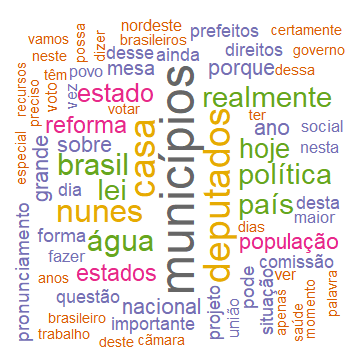 nordeste
certamente
vamos
possa
dizer
brasileiros
prefeitos
desse
ainda
direitos
governo
neste
mesa
porque
dessa
recursos
preciso
têm
voto
povo
vez
estado
votar
realmente
reforma
casa
municípios
deputados
ter
ano
social
especial
grande
sobre
hoje
nesta
brasil
dia
lei
política
nunes
país
desta
maior
pronunciamento
forma
água
dias
população
fazer
estados
comissão
anos
questão
nacional
projeto
união
pode
situação
ver
apenas
saúde
momento
palavra
brasileiro
importante
trabalho
deste
cãmara